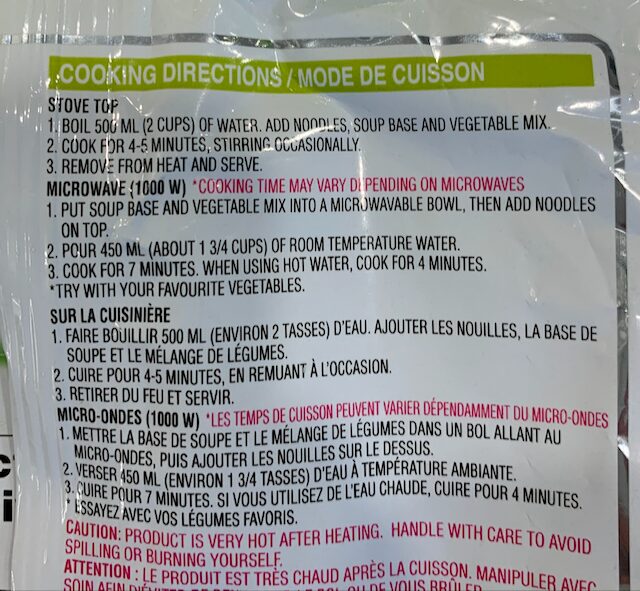 COOKING DIRECTIONS / MODE DE CUISSON
STOVE TOP
1. BOIL 500 ML (2 CUPS) OF WATER. ADD NOODLES, SOUP BASE AND VEGETABLE MIX.
2. COOK FOR 4-5 MINUTES, STIRRING OCCASIONALLY.
3. REMOVE FROM HEAT AND SERVE.
MICROWAVE (1000 W) *COOKING TIME MAY VARY DEPENDING ON MICROWAVES
1. PUT SOUP BASE AND VEGETABLE MIX INTO A MICROWAVABLE BOWL, THEN ADD NOODLES
ON TOP.
2. POUR 450 ML (ABOUT 1 3/4 CUPS) OF ROOM TEMPERATURE WATER.
3. COOK FOR 7 MINUTES. WHEN USING HOT WATER, COOK FOR 4 MINUTES.
*TRY WITH YOUR FAVOURITE VEGETABLES.
SUR LA CUISINIÈRE
1. FAIRE BOUILLIR 500 ML (ENVIRON 2 TASSES) D'EAU. AJOUTER LES NOUILLES, LA BASE DE
SOUPE ET LE MÉLANGE DE LÉGUMES.
2. CUIRE POUR 4-5 MINUTES, EN REMUANT À L'OCCASION.
3. RETIRER DU FEU ET SERVIR.
MICRO-ONDES (1000 W) *LES TEMPS DE CUISSON PEUVENT VARIER DÉPENDAMMENT DU MICRO-ONDES
1. METTRE LA BASE DE SOUPE ET LE MÉLANGE DE LÉGUMES DANS UN BOL ALLANT AU
MICRO-ONDES, PUIS AJOUTER LES NOUILLES SUR LE DESSUS.
2. VERSER 450 ML (ENVIRON 1 3/4 TASSES) D'EAU À TEMPÉRATURE AMBIANTE.
3. CUIRE POUR 7 MINUTES. SI VOUS UTILISEZ DE L'EAU CHAUDE, CUIRE POUR 4 MINUTES.
* ESSAYEZ AVEC VOS LÉGUMES FAVORIS.
CAUTION: PRODUCT IS VERY HOT AFTER HEATING. HANDLE WITH CARE TO AVOID
SPILLING OR BURNING YOURSELF.
ATTENTION : LE PRODUIT EST TRÈS CHAUD APRÈS LA CUISSON. MANIPULER AVEC
SOIN AFIN D'ÉVITER DE LE BOL OU DE VOUS BRÛLER